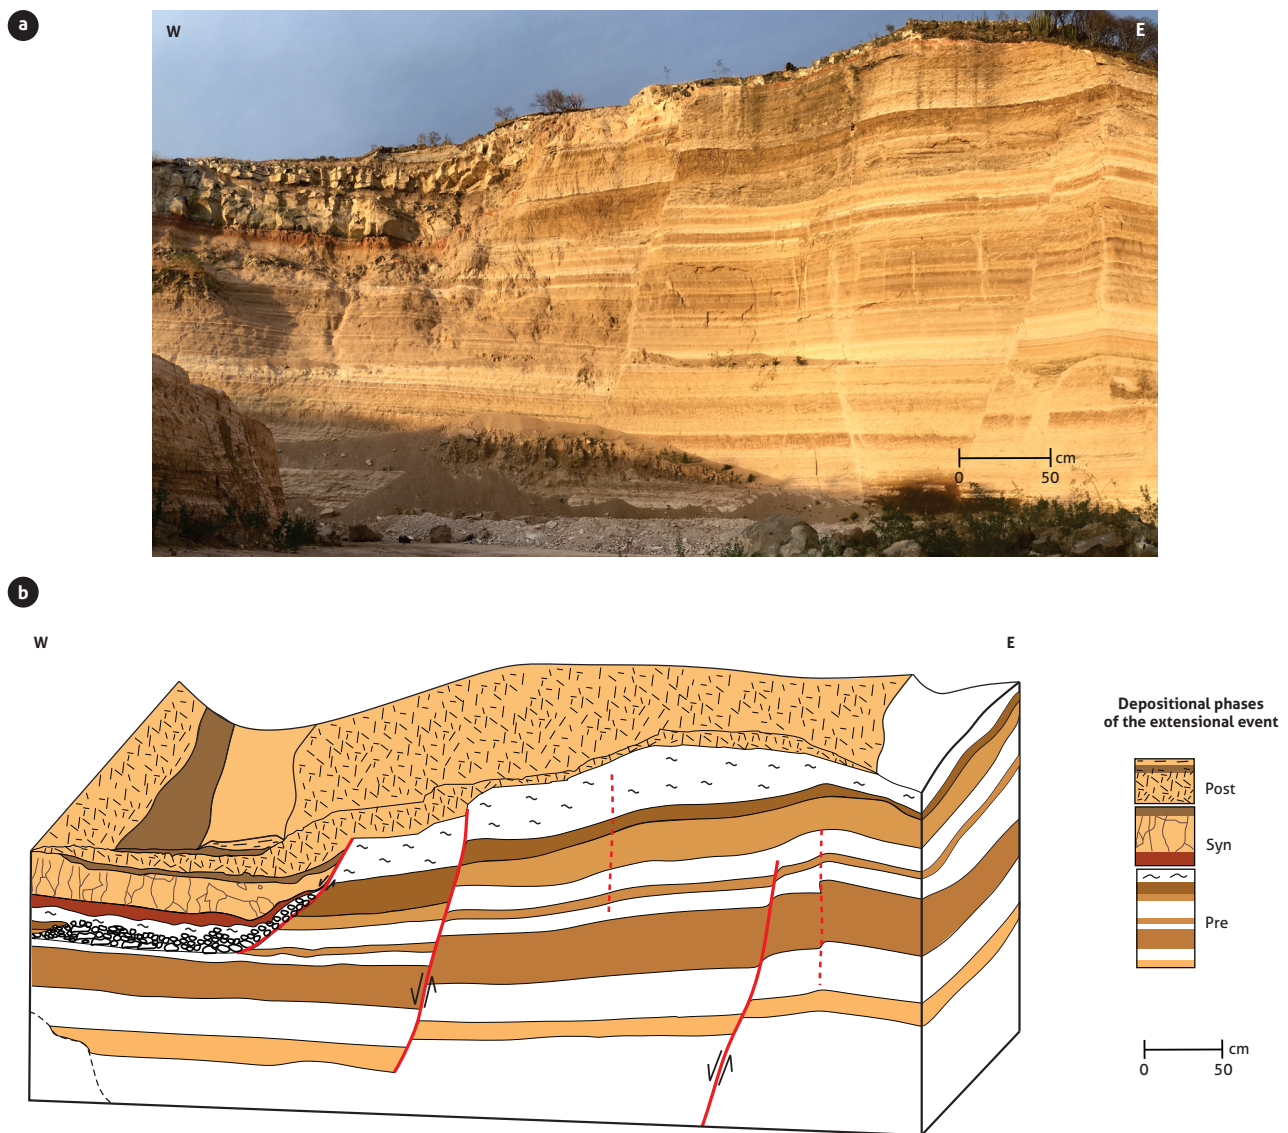 a
W
E
cm
0 50
b
W
E
Depositional phases
of the extensional event
Post
Syn
Pre
cm
0 50